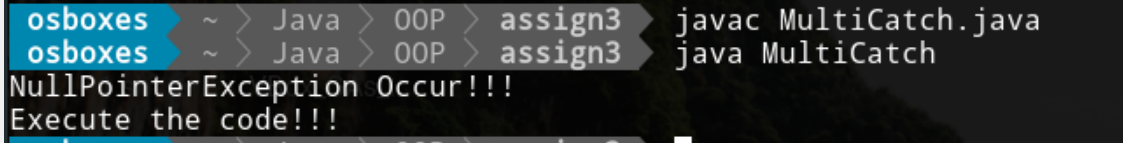 osboxes ~ Java OOP assign3 javac MultiCatch.java
osboxes ~ Java OOP assign3 java MultiCatch
NullPointerException Occur!!!
Execute the code!!!